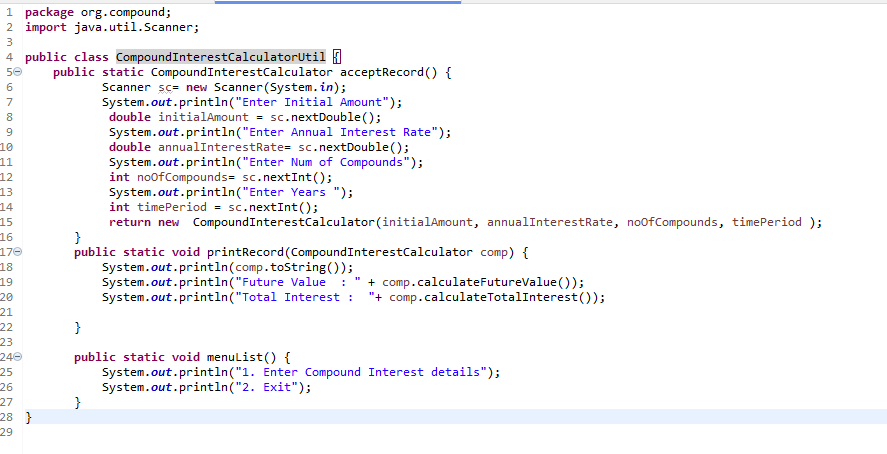 1 package org.compound;
2 import java.util.Scanner;
3
4 public class CompoundInterestCalculatorUtil {
5 public static CompoundInterestCalculator acceptRecord() {
6 Scanner sc= new Scanner(System.in);
7 System.out.println("Enter Initial Amount");
8 double initialAmount = sc.nextDouble();
9 System.out.println("Enter Annual Interest Rate");
10 double annualInterestRate= sc.nextDouble();
11 System.out.println("Enter Num of Compounds");
12 int noOfCompounds= sc.nextInt();
13 System.out.println("Enter Years ");
14 int timePeriod = sc.nextInt();
15 return new  CompoundInterestCalculator(initialAmount, annualInterestRate, noOfCompounds, timePeriod );
16 }
17 public static void printRecord(CompoundInterestCalculator comp) {
18 System.out.println(comp.toString());
19 System.out.println("Future Value  : " + comp.calculateFutureValue());
20 System.out.println("Total Interest :  "+ comp.calculateTotalInterest());
21
22 }
23
24 public static void menuList() {
25 System.out.println("1. Enter Compound Interest details");
26 System.out.println("2. Exit");
27 }
28 }
29